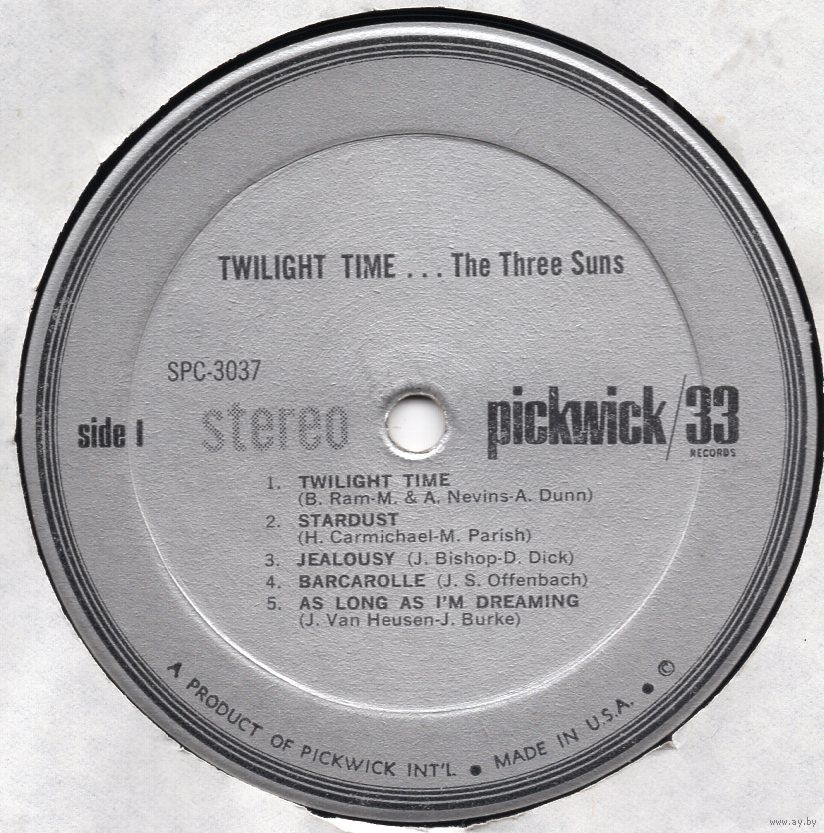 TWILIGHT TIME . . . The Three Suns
SPC-3037
side 1
stereo
pickwick/33
RECORDS
1. TWILIGHT TIME
(B. Ram-M. & A. Nevins-A. Dunn)
2. STARDUST
(H. Carmichael-M. Parish)
3. JEALOUSY (J. Bishop-D. Dick)
4. BARCAROLLE (J. S. Offenbach)
5. AS LONG AS I'M DREAMING
(J. Van Heusen-J. Burke)
A PRODUCT OF PICKWICK INT'L ● MADE IN U.S.A. ● ©
www.ay.by